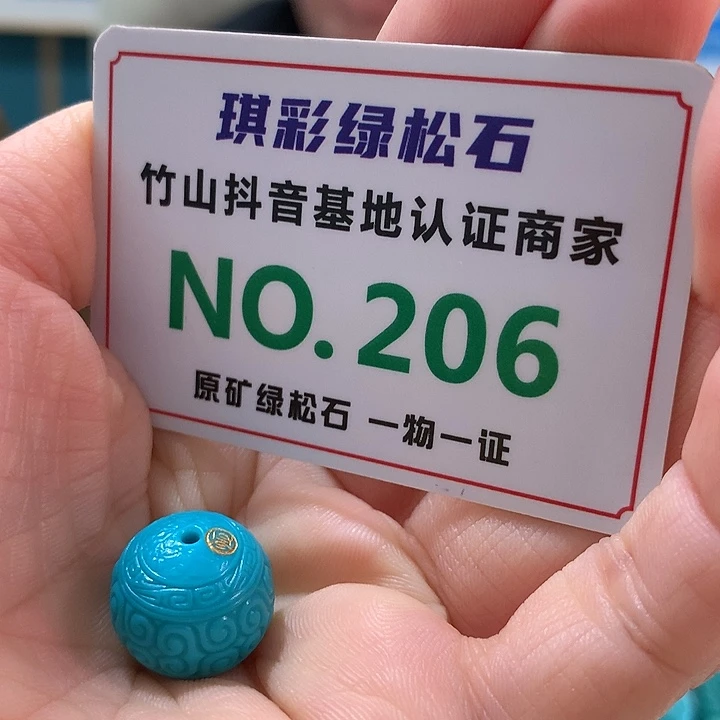 琪彩绿松石
竹山抖音基地认证商家
NO.206
原矿绿松石 一物一证